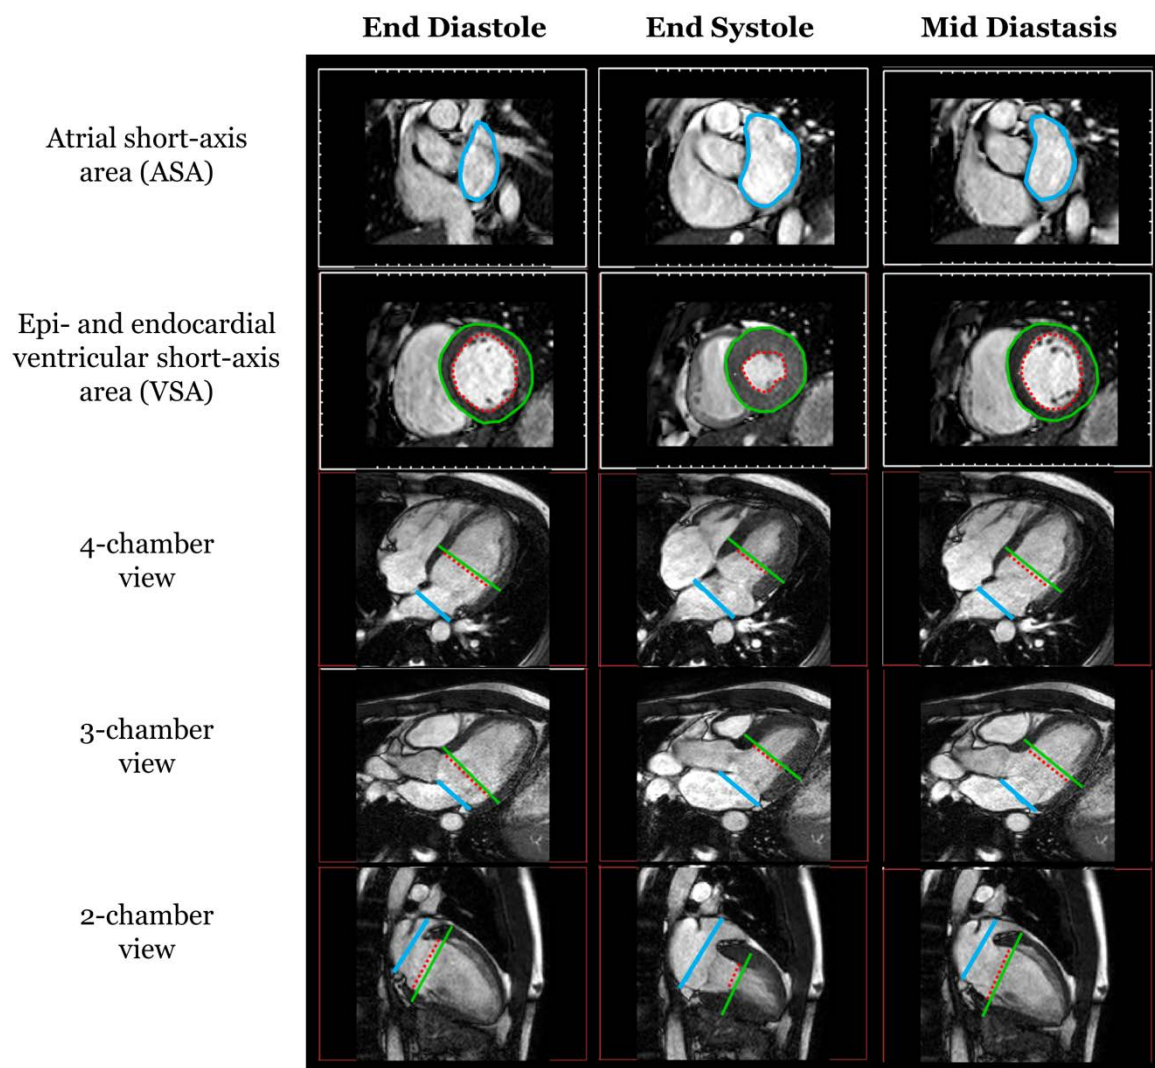 End Diastole End Systole Mid Diastasis
Atrial short-axis
area (ASA)
Epi- and endocardial
ventricular short-axis
area (VSA)
4-chamber
view
3-chamber
view
2-chamber
view